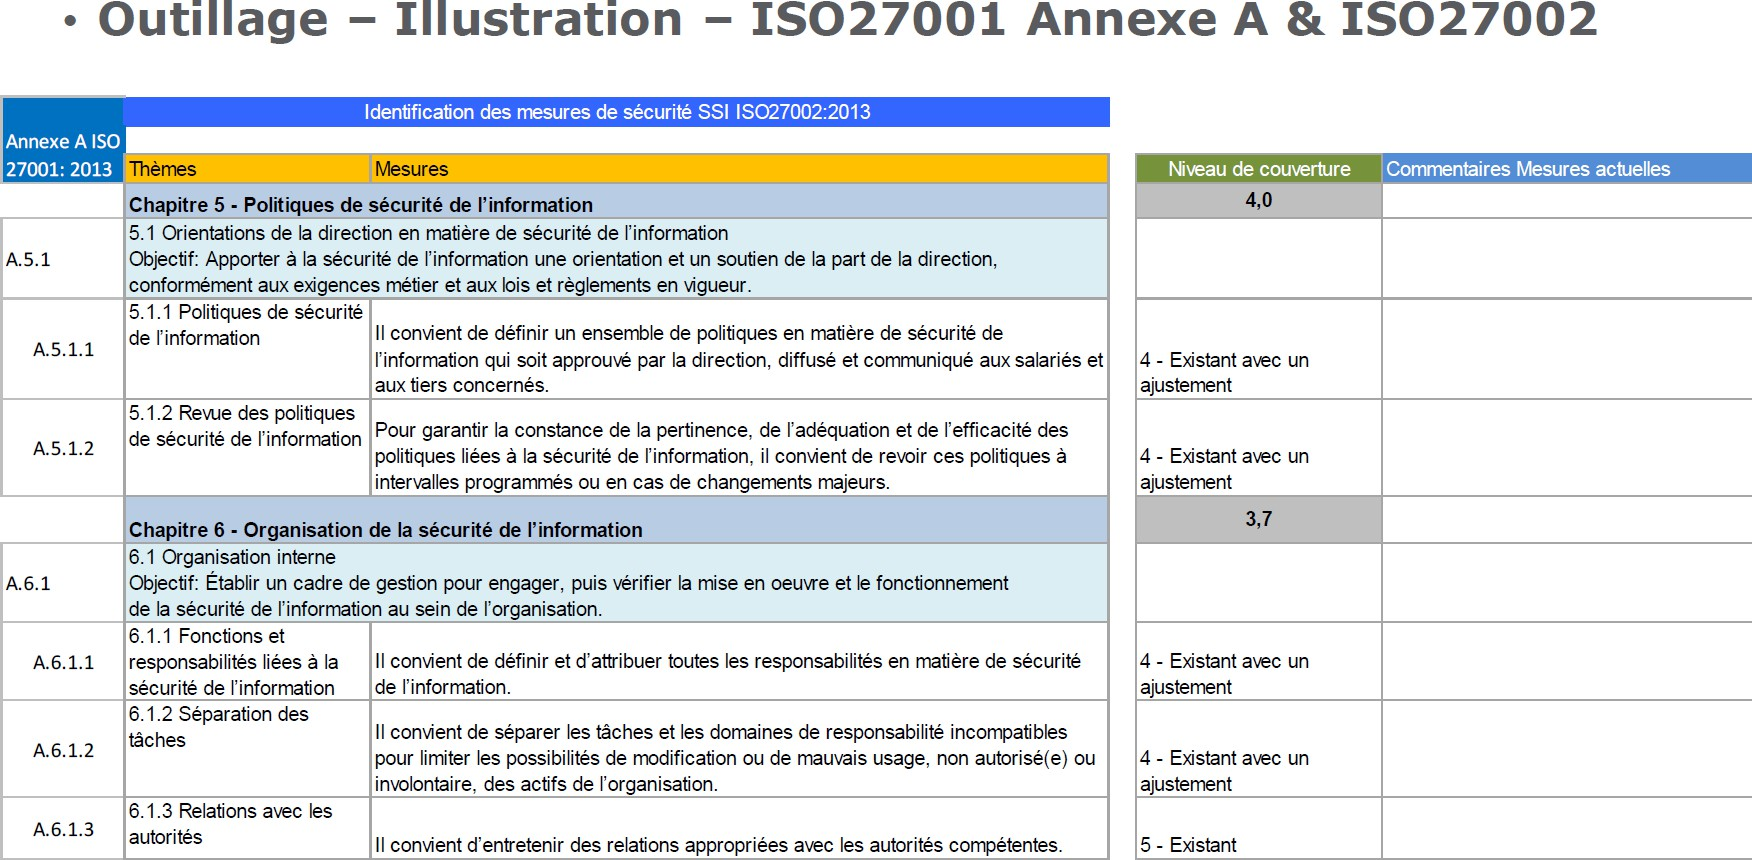 • Outillage – Illustration – ISO27001 Annexe A & ISO27002
Identification des mesures de sécurité SSI ISO27002:2013
Annexe A ISO
27001: 2013
Thèmes
Mesures
Niveau de couverture
Commentaires Mesures actuelles
Chapitre 5 - Politiques de sécurité de l’information
4,0
A.5.1
5.1 Orientations de la direction en matière de sécurité de l’information
Objectif: Apporter à la sécurité de l’information une orientation et un soutien de la part de la direction,
conformément aux exigences métier et aux lois et règlements en vigueur.
A.5.1.1
5.1.1 Politiques de sécurité
de l’information
Il convient de définir un ensemble de politiques en matière de sécurité de
l’information qui soit approuvé par la direction, diffusé et communiqué aux salariés et
aux tiers concernés.
4 - Existant avec un
ajustement
A.5.1.2
5.1.2 Revue des politiques
de sécurité de l’information
Pour garantir la constance de la pertinence, de l’adéquation et de l’efficacité des
politiques liées à la sécurité de l’information, il convient de revoir ces politiques à
intervalles programmés ou en cas de changements majeurs.
4 - Existant avec un
ajustement
Chapitre 6 - Organisation de la sécurité de l’information
3,7
A.6.1
6.1 Organisation interne
Objectif: Établir un cadre de gestion pour engager, puis vérifier la mise en oeuvre et le fonctionnement
de la sécurité de l’information au sein de l’organisation.
A.6.1.1
6.1.1 Fonctions et
responsabilités liées à la
sécurité de l’information
Il convient de définir et d’attribuer toutes les responsabilités en matière de sécurité
de l’information.
4 - Existant avec un
ajustement
A.6.1.2
6.1.2 Séparation des
tâches
Il convient de séparer les tâches et les domaines de responsabilité incompatibles
pour limiter les possibilités de modification ou de mauvais usage, non autorisé(e) ou
involontaire, des actifs de l’organisation.
4 - Existant avec un
ajustement
A.6.1.3
6.1.3 Relations avec les
autorités
Il convient d’entretenir des relations appropriées avec les autorités compétentes.
5 - Existant